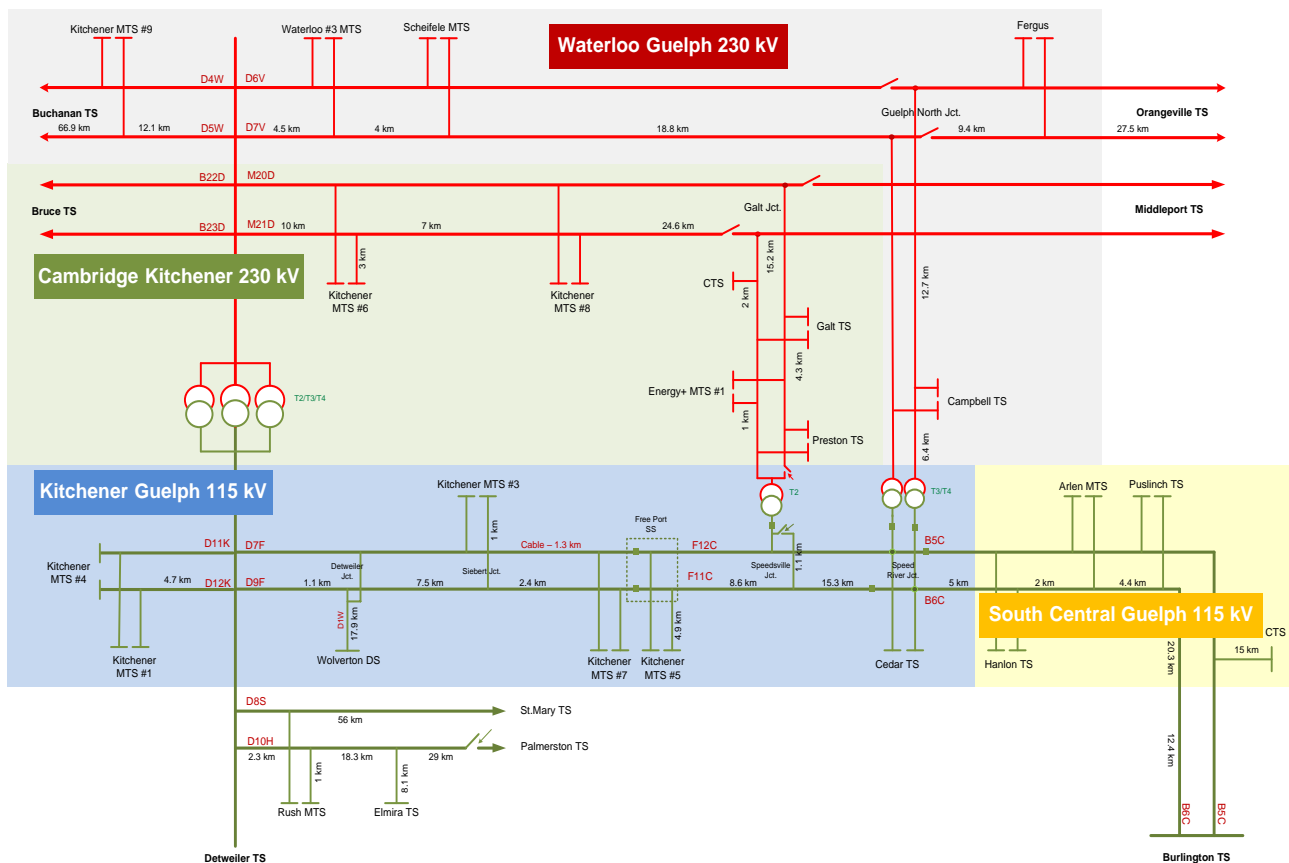 Kitchener MTS #9
Waterloo #3 MTS
Scheifele MTS
Waterloo Guelph 230 kV
Fergus
D4W
D6V
Buchanan TS
Guelph North Jct.
Orangeville TS
66.9 km
12.1 km
D5W
D7V
4.5 km
4 km
18.8 km
9.4 km
27.5 km
B22D
M20D
Bruce TS
Galt Jct.
Middleport TS
B23D
M21D
10 km
7 km
24.6 km
3 km
15.2 km
12.7 km
Cambridge Kitchener 230 kV
Kitchener
MTS #6
Kitchener
MTS #8
CTS
2 km
Galt TS
4.3 km
Energy+ MTS #1
1 km
T2/T3/T4
Campbell TS
Preston TS
6.4 km
Kitchener Guelph 115 kV
Kitchener MTS #3
T2
T3/T4
Arlen MTS
Puslinch TS
1 km
Free Port
SS
D11K
D7F
Cable – 1.3 km
F12C
1.1 km
B5C
Kitchener
MTS #4
Detweiler
Jct.
Siebert Jct.
Speedsville
Jct.
Speed
River Jct.
4.7 km
D12K
D9F
1.1 km
7.5 km
2.4 km
F11C
8.6 km
15.3 km
5 km
2 km
4.4 km
B6C
South Central Guelph 115 kV
D1W
17.9 km
4.9 km
20.3 km
CTS
15 km
Kitchener
MTS #1
Wolverton DS
Kitchener
MTS #7
Kitchener
MTS #5
Cedar TS
Hanlon TS
D8S
56 km
St.Mary TS
D10H
2.3 km
18.3 km
29 km
Palmerston TS
1 km
8.1 km
12.4 km
Rush MTS
Elmira TS
B6C
B5C
Detweiler TS
Burlington TS